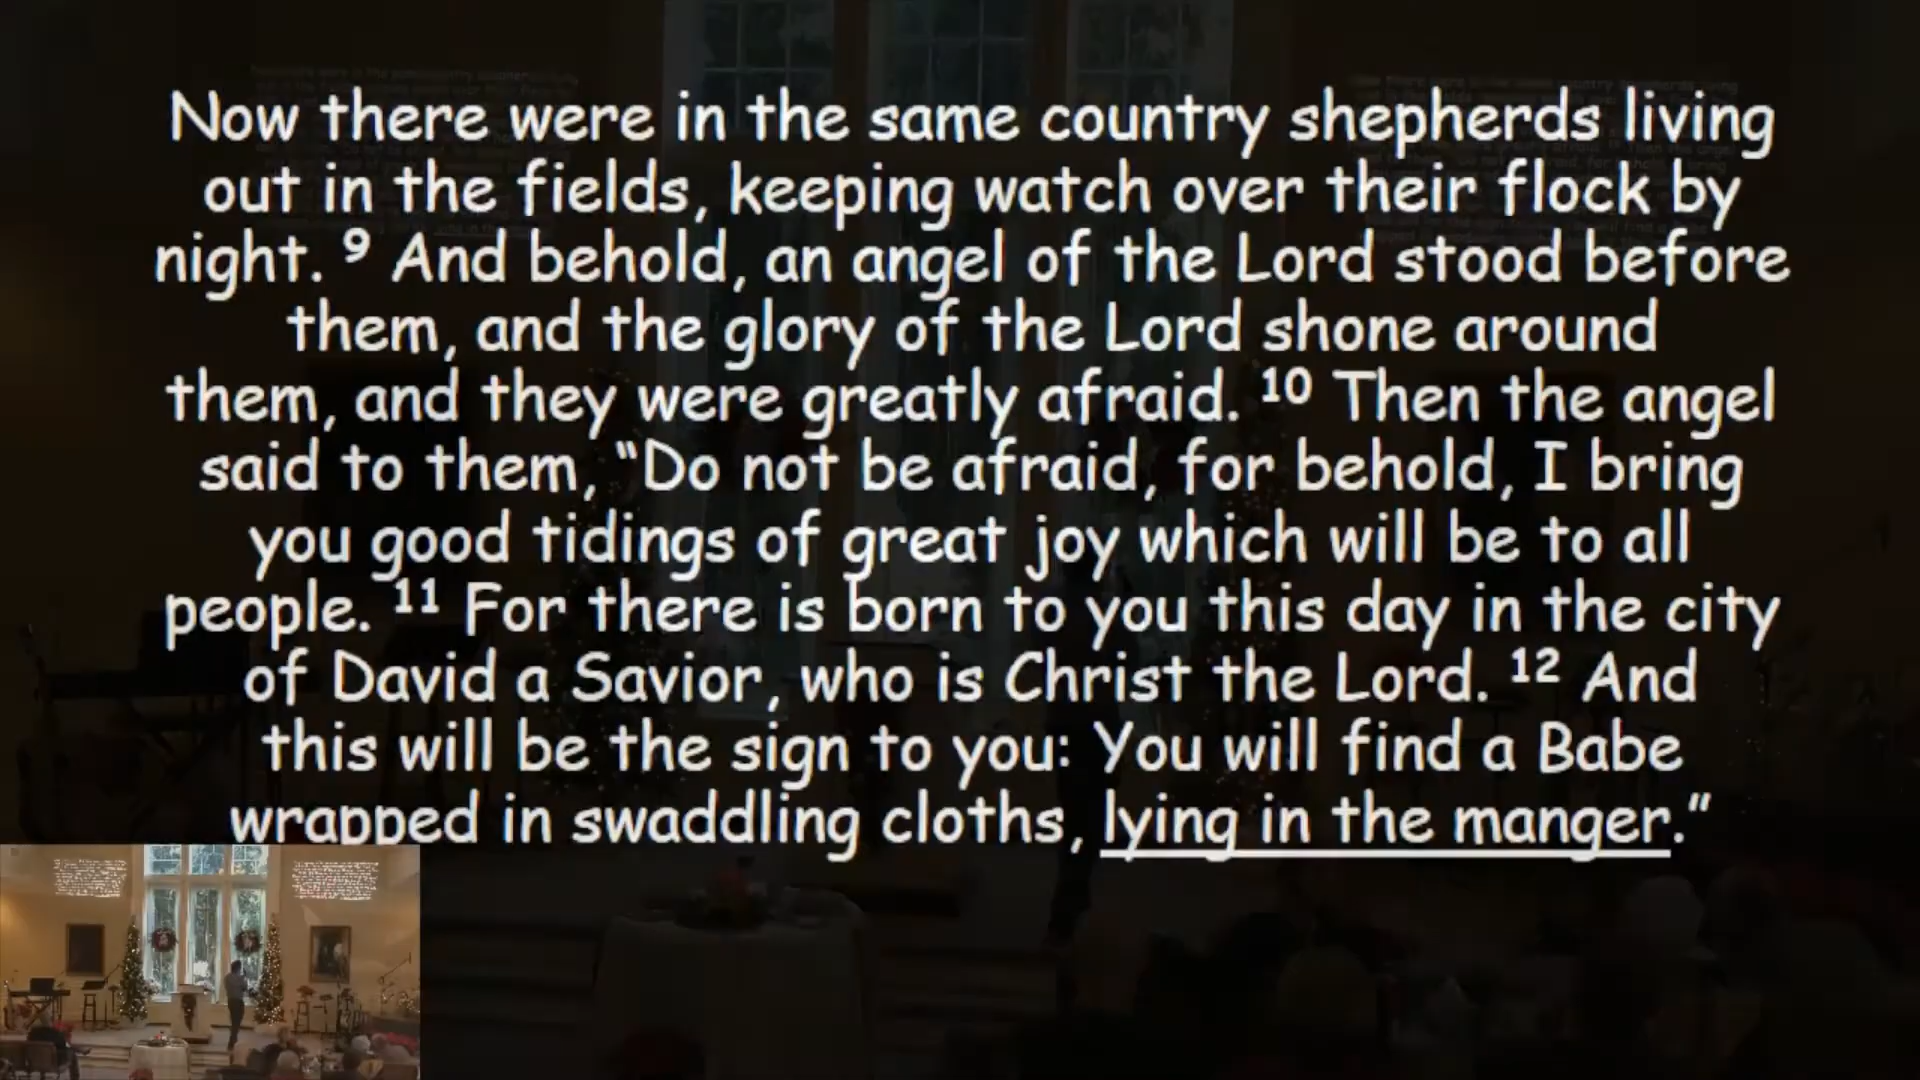 Now there were in the same country shepherds living
out in the fields, keeping watch over their flock by
night. ⁹ And behold, an angel of the Lord stood before
them, and the glory of the Lord shone around
them, and they were greatly afraid. ¹⁰ Then the angel
said to them, “Do not be afraid, for behold, I bring
you good tidings of great joy which will be to all
people. ¹¹ For there is born to you this day in the city
of David a Savior, who is Christ the Lord. ¹² And
this will be the sign to you: You will find a Babe
wrapped in swaddling cloths, lying in the manger.”